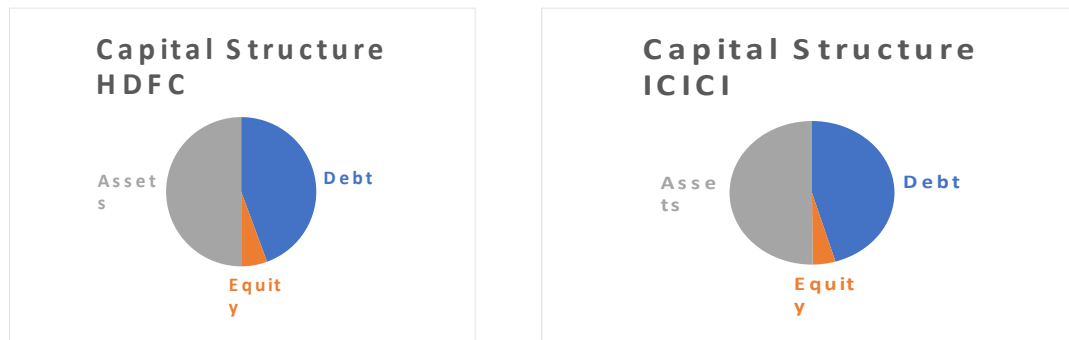 Capital Structure
HDFC
Asset
s
Debt
Equit
y
Capital Structure
ICICI
Asse
ts
Debt
Equit
y